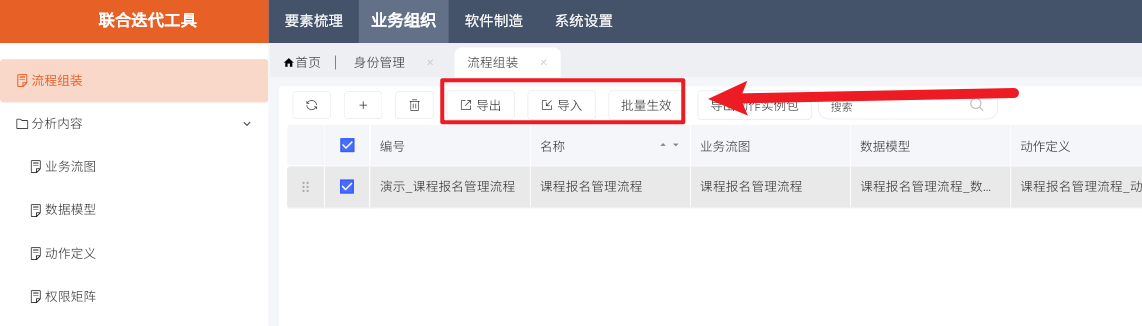 联合迭代工具 要素梳理 业务组织 软件制造 系统设置
首页 身份管理 × 流程组装 ×
流程组装
导出 导入 批量生效 搜索
分析内容
编号 名称 业务流图 数据模型 动作定义
业务流图
演示_课程报名管理流程 课程报名管理流程 课程报名管理流程 课程报名管理流程_数... 课程报名管理流程_动
数据模型
动作定义
权限矩阵